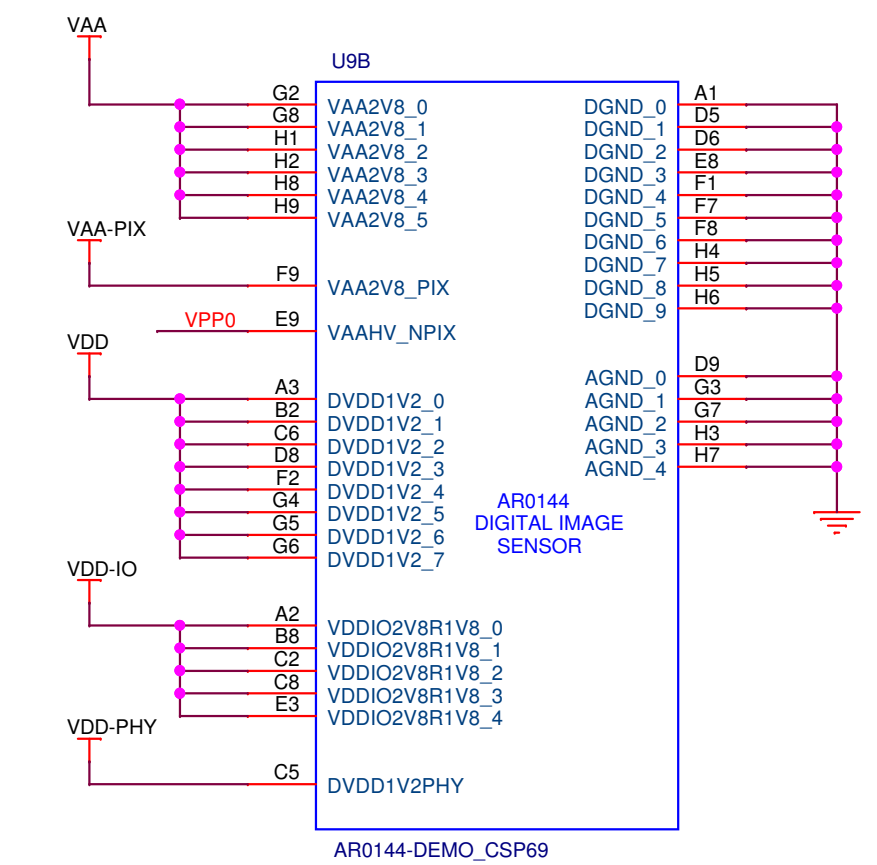 VAA
U9B
G2 VAA2V8_0 DGND_0 A1
G8 VAA2V8_1 DGND_1 D5
H1 VAA2V8_2 DGND_2 D6
H2 VAA2V8_3 DGND_3 E8
H8 VAA2V8_4 DGND_4 F1
H9 VAA2V8_5 DGND_5 F7
VAA-PIX
DGND_6 F8
DGND_7 H4
F9 VAA2V8_PIX DGND_8 H5
DGND_9 H6
VPP0 E9 VAAHV_NPIX
VDD
AGND_0 D9
A3 DVDD1V2_0 AGND_1 G3
B2 DVDD1V2_1 AGND_2 G7
C6 DVDD1V2_2 AGND_3 H3
D8 DVDD1V2_3 AGND_4 H7
F2 DVDD1V2_4
G4 DVDD1V2_5
G5 DVDD1V2_6
G6 DVDD1V2_7
AR0144
DIGITAL IMAGE
SENSOR
VDD-IO
A2 VDDIO2V8R1V8_0
B8 VDDIO2V8R1V8_1
C2 VDDIO2V8R1V8_2
C8 VDDIO2V8R1V8_3
E3 VDDIO2V8R1V8_4
VDD-PHY
C5 DVDD1V2PHY
AR0144-DEMO_CSP69